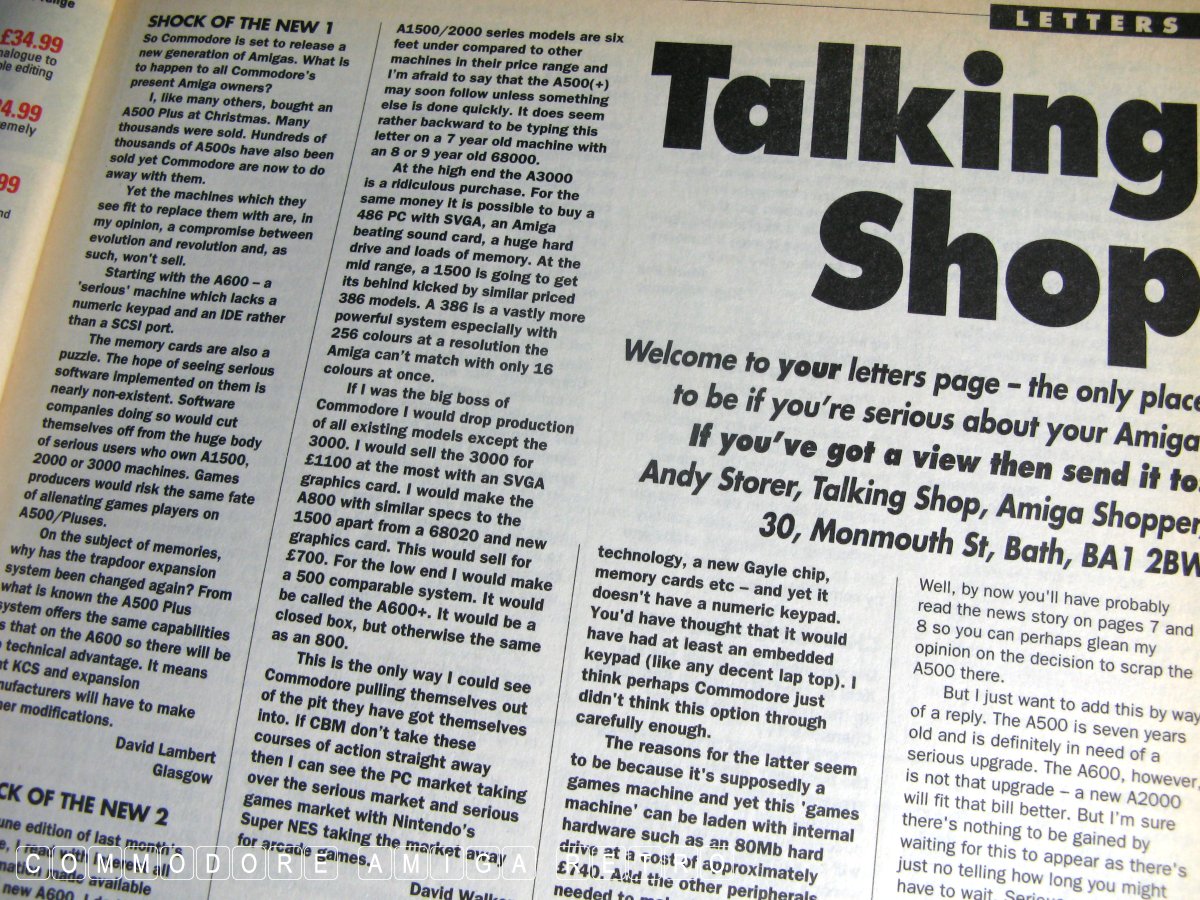 range
£34.99
nalogue to
ble editing
24.99
remely
99
nd
SHOCK OF THE NEW 1
So Commodore is set to release a
new generation of Amigas. What is
to happen to all Commodore's
present Amiga owners?
I, like many others, bought an
A500 Plus at Christmas. Many
thousands were sold. Hundreds of
thousands of A500s have also been
sold yet Commodore are now to do
away with them.
Yet the machines which they
see fit to replace them with are, in
my opinion, a compromise between
evolution and revolution and, as
such, won't sell.
Starting with the A600 – a
'serious' machine which lacks a
numeric keypad and an IDE rather
than a SCSI port.
The memory cards are also a
puzzle. The hope of seeing serious
software implemented on them is
nearly non-existent. Software
companies doing so would cut
themselves off from the huge body
of serious users who own A1500,
2000 or 3000 machines. Games
producers would risk the same fate
of alienating games players on
A500/Pluses.
On the subject of memories,
why has the trapdoor expansion
system been changed again? From
what is known the A500 Plus
system offers the same capabilities
s that on the A600 so there will be
technical advantage. It means
t KCS and expansion
nufacturers will have to make
her modifications.
David Lambert
Glasgow
CK OF THE NEW 2
une edition of last month's
e, I read with interest all
made available
new A600. I
A1500/2000 series models are six
feet under compared to other
machines in their price range and
I'm afraid to say that the A500(+)
may soon follow unless something
else is done quickly. It does seem
rather backward to be typing this
letter on a 7 year old machine with
an 8 or 9 year old 68000.
At the high end the A3000
is a ridiculous purchase. For the
same money it is possible to buy a
486 PC with SVGA, an Amiga
beating sound card, a huge hard
drive and loads of memory. At the
mid range, a 1500 is going to get
its behind kicked by similar priced
386 models. A 386 is a vastly more
powerful system especially with
256 colours at a resolution the
Amiga can't match with only 16
colours at once.
If I was the big boss of
Commodore I would drop production
of all existing models except the
3000. I would sell the 3000 for
£1100 at the most with an SVGA
graphics card. I would make the
A800 with similar specs to the
1500 apart from a 68020 and new
graphics card. This would sell for
£700. For the low end I would make
a 500 comparable system. It would
be called the A600+. It would be a
closed box, but otherwise the same
as an 800.
This is the only way I could see
Commodore pulling themselves out
of the pit they have got themselves
into. If CBM don't take these
courses of action straight away
then I can see the PC market taking
over the serious market and serious
games market with Nintendo's
Super NES taking the market away
for arcade games.
David Walke
LETTERS
Talking
Shop
Welcome to your letters page – the only place
to be if you're serious about your Amiga
If you've got a view then send it to:
Andy Storer, Talking Shop, Amiga Shopper,
30, Monmouth St, Bath, BA1 2BW
technology, a new Gayle chip,
memory cards etc – and yet it
doesn't have a numeric keypad.
You'd have thought that it would
have had at least an embedded
keypad (like any decent lap top). I
think perhaps Commodore just
didn't think this option through
carefully enough.
The reasons for the latter seem
to be because it's supposedly a
games machine and yet this 'games
machine' can be laden with internal
hardware such as an 80Mb hard
drive at a cost of approximately
£740. Add the other peripherals
needed to
Well, by now you'll have probably
read the news story on pages 7 and
8 so you can perhaps glean my
opinion on the decision to scrap the
A500 there.
But I just want to add this by way
of a reply. The A500 is seven years
old and is definitely in need of a
serious upgrade. The A600, however,
is not that upgrade – a new A2000
will fit that bill better. But I'm sure
there's nothing to be gained by
waiting for this to appear as there's
just no telling how long you might
have to wait.
COMMODORE AMIGA RETRO